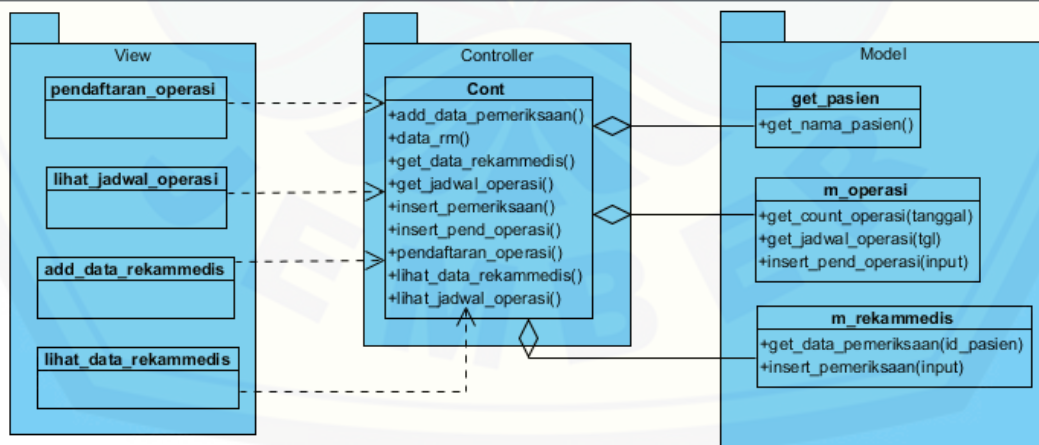 View
pendaftaran_operasi
lihat_jadwal_operasi
add_data_rekammedis
lihat_data_rekammedis
Controller
Cont
+add_data_pemeriksaan()
+data_rm()
+get_data_rekammedis()
+get_jadwal_operasi()
+insert_pemeriksaan()
+insert_pend_operasi()
+pendaftaran_operasi()
+lihat_data_rekammedis()
+lihat_jadwal_operasi()
Model
get_pasien
+get_nama_pasien()
m_operasi
+get_count_operasi(tanggal)
+get_jadwal_operasi(tgl)
+insert_pend_operasi(input)
m_rekammedis
+get_data_pemeriksaan(id_pasien)
+insert_pemeriksaan(input)
JEMBER